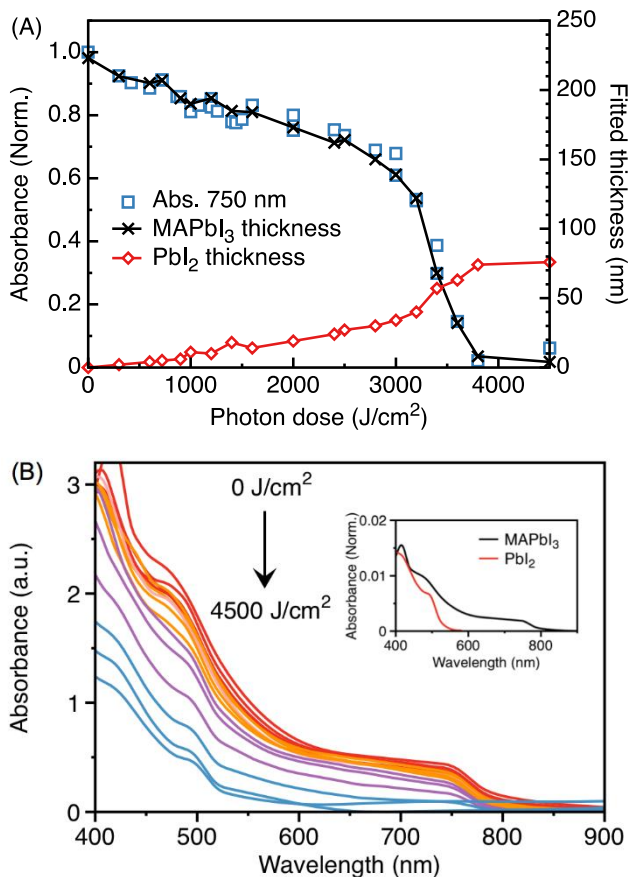 (A)
Absorbance (Norm.)
1.0
0.8
0.6
0.4
0.2
0
Abs. 750 nm
MAPbI₃ thickness
PbI₂ thickness
250
200
150
100
50
0
Fitted thickness (nm)
0 1000 2000 3000 4000
Photon dose (J/cm²)
(B)
Absorbance (a.u.)
3
2
1
0
0 J/cm²
4500 J/cm²
Absorbance (Norm.)
0.02
0.01
0
MAPbI₃
PbI₂
400 600 800
Wavelength (nm)
400 500 600 700 800 900
Wavelength (nm)